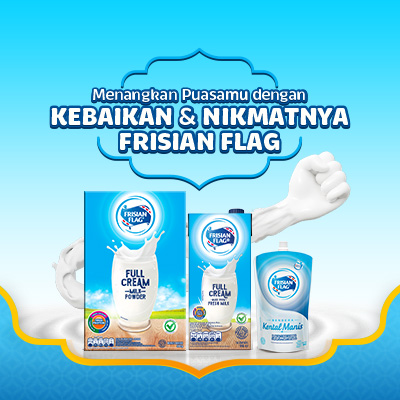 Menangkan Puasamu dengan
KEBAIKAN & NIKMATNYA
FRISIAN FLAG
FRISIAN
FLAG
FULL
CREAM
MILK
POWDER
FRISIAN
FLAG
FULL
CREAM
FRESH MILK
FRISIAN
FLAG
Kental Manis